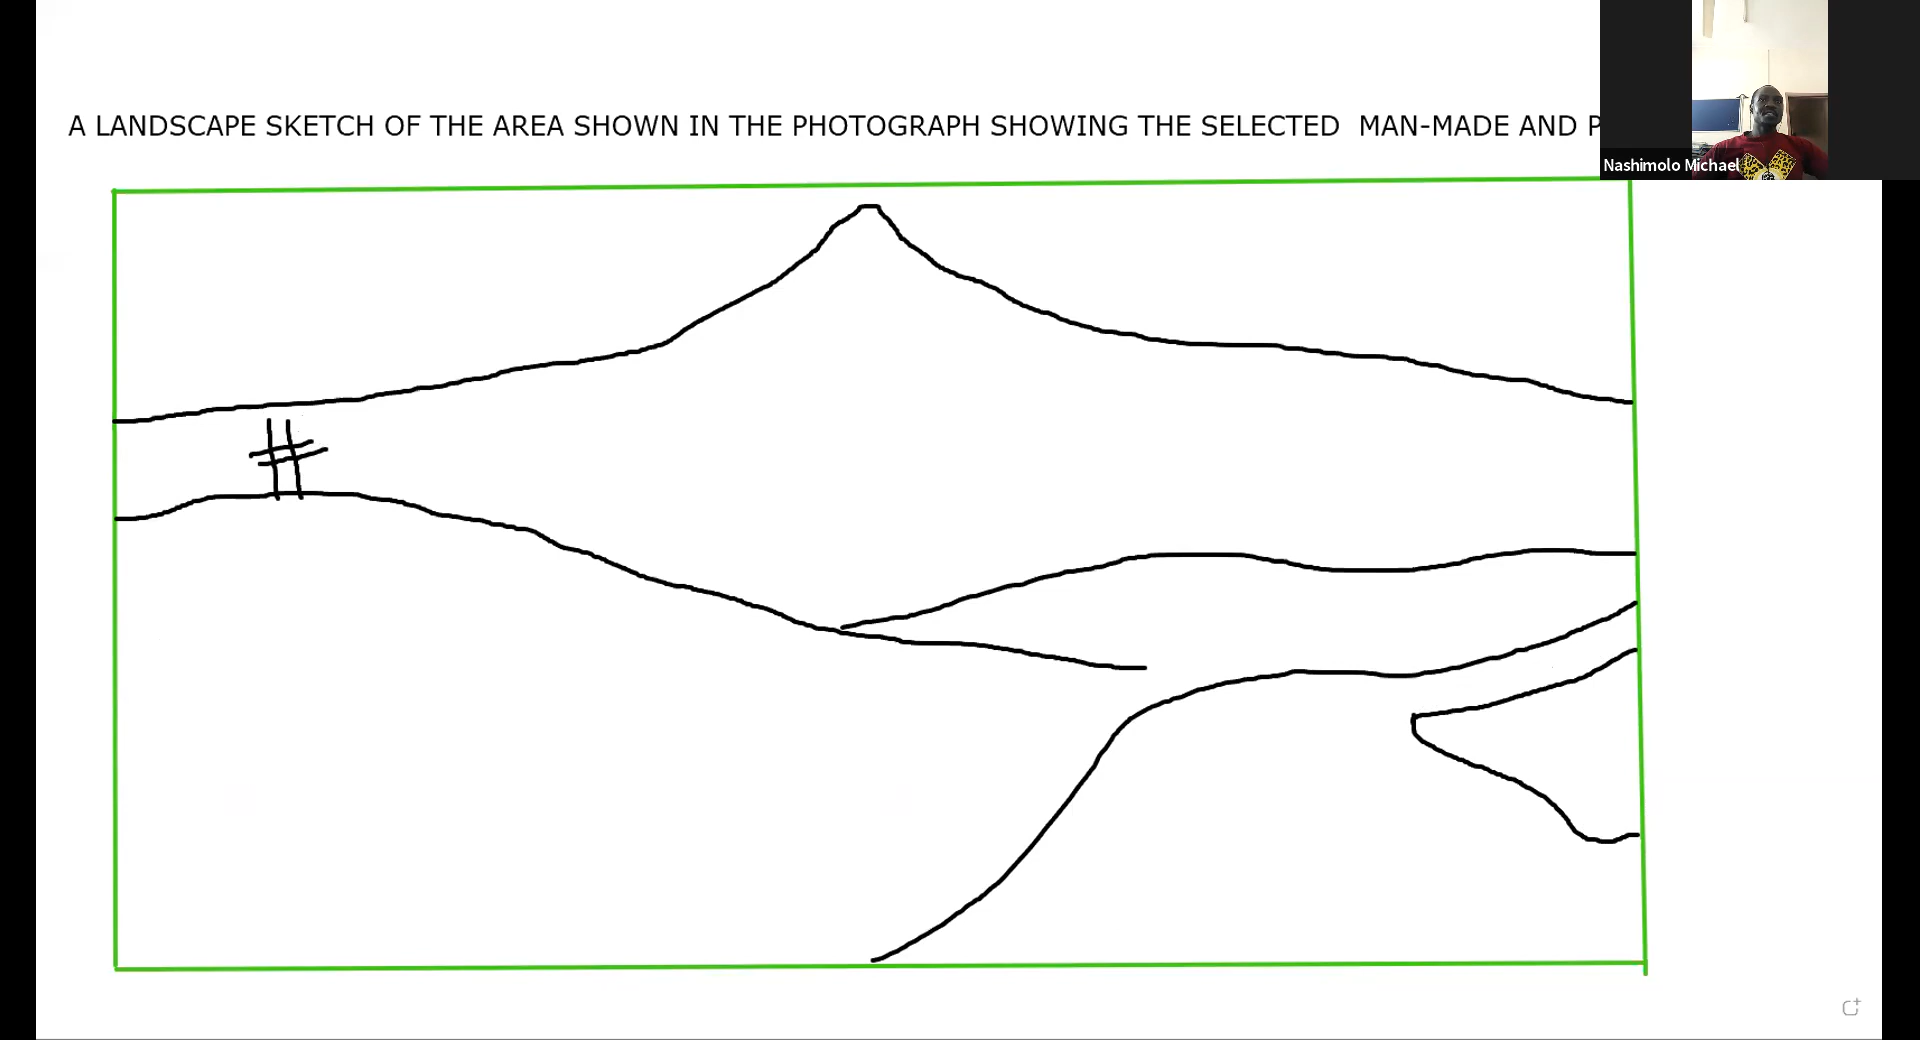 A LANDSCAPE SKETCH OF THE AREA SHOWN IN THE PHOTOGRAPH SHOWING THE SELECTED MAN-MADE AND P
Nashimolo Michael